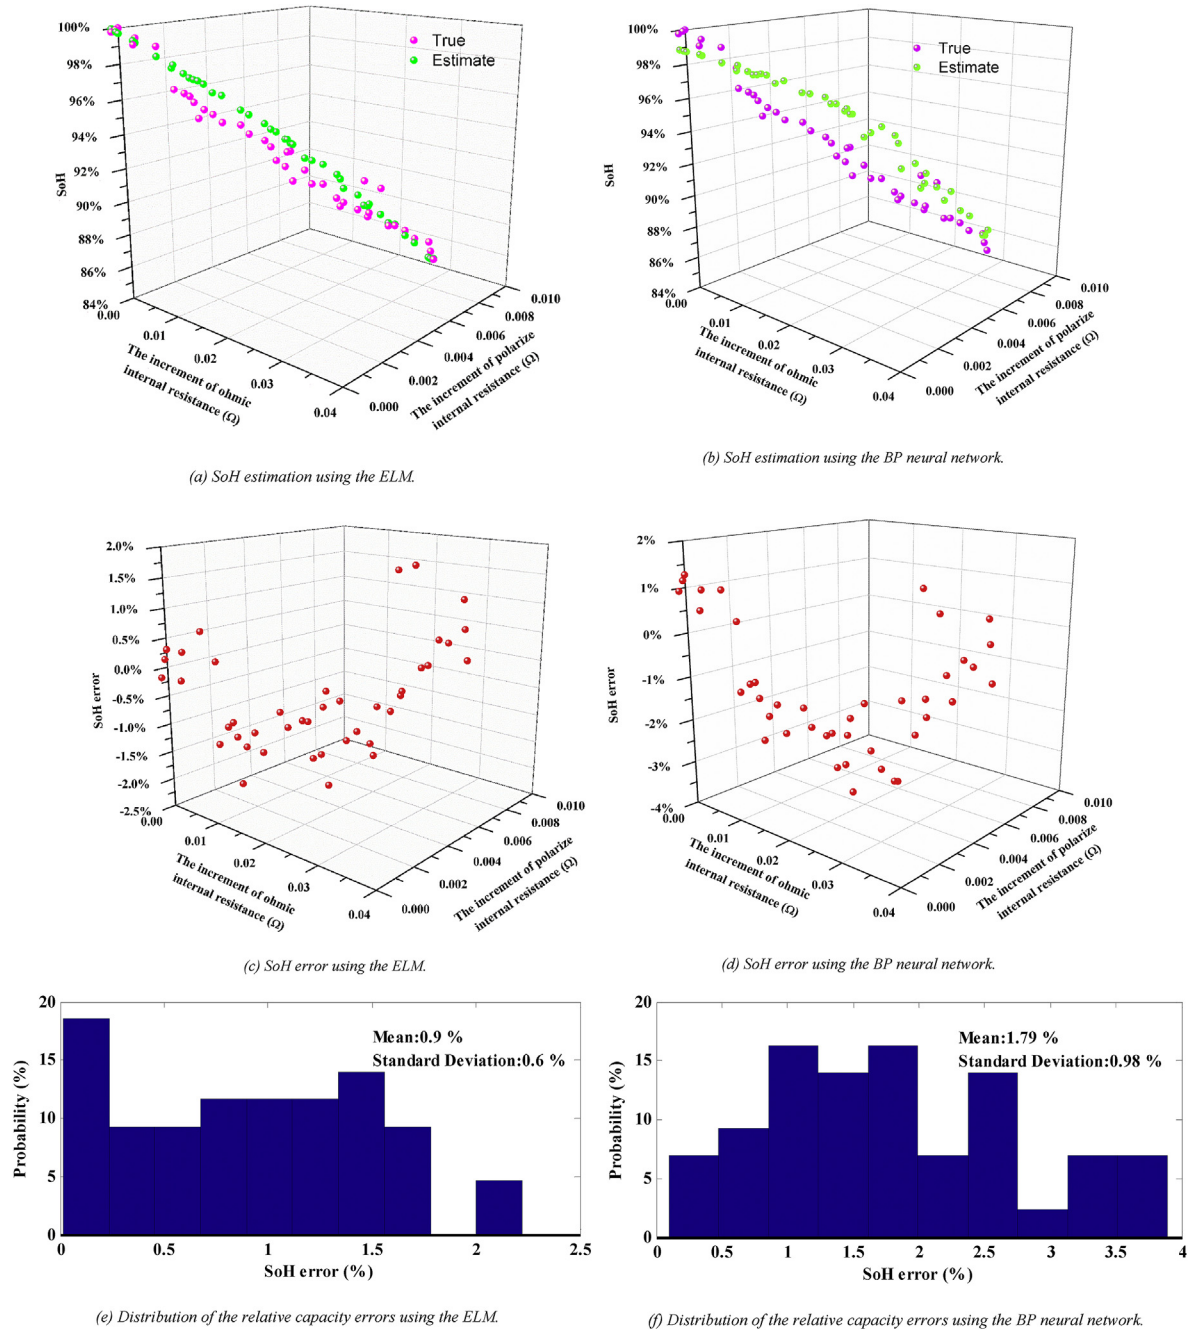 100%
98%
96%
94%
92%
90%
88%
86%
84%
SoH
True
Estimate
0.00
0.01
0.02
0.03
0.04
The increment of ohmic
internal resistance (Ω)
0.000
0.002
0.004
0.006
0.008
0.010
The increment of polarize
internal resistance (Ω)
(a) SoH estimation using the ELM.
100%
98%
96%
94%
92%
90%
88%
86%
84%
SoH
True
Estimate
0.00
0.01
0.02
0.03
0.04
The increment of ohmic
internal resistance (Ω)
0.000
0.002
0.004
0.006
0.008
0.010
The increment of polarize
internal resistance (Ω)
(b) SoH estimation using the BP neural network.
2.0%
1.5%
1.0%
0.5%
0.0%
-0.5%
-1.0%
-1.5%
-2.0%
-2.5%
SoH error
0.00
0.01
0.02
0.03
0.04
The increment of ohmic
internal resistance (Ω)
0.000
0.002
0.004
0.006
0.008
0.010
The increment of polarize
internal resistance (Ω)
(c) SoH error using the ELM.
2%
1%
0%
-1%
-2%
-3%
-4%
SoH error
0.00
0.01
0.02
0.03
0.04
The increment of ohmic
internal resistance (Ω)
0.000
0.002
0.004
0.006
0.008
0.010
The increment of polarize
internal resistance (Ω)
(d) SoH error using the BP neural network.
20
15
10
5
0
Probability (%)
Mean:0.9 %
Standard Deviation:0.6 %
0 0.5 1 1.5 2 2.5
SoH error (%)
(e) Distribution of the relative capacity errors using the ELM.
20
15
10
5
0
Probability (%)
Mean:1.79 %
Standard Deviation:0.98 %
0 0.5 1 1.5 2 2.5 3 3.5 4
SoH error (%)
(f) Distribution of the relative capacity errors using the BP neural network.